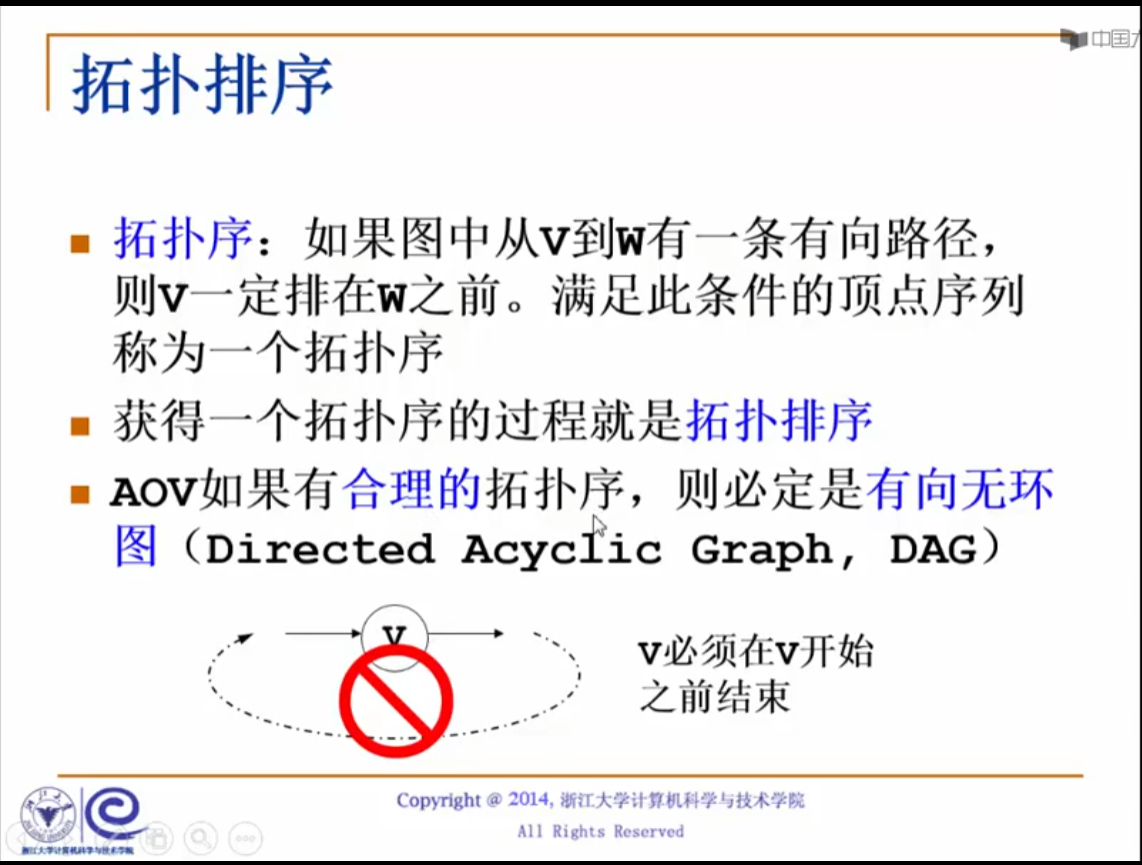 中国大
拓扑排序
拓扑序：如果图中从V到W有一条有向路径，
则V一定排在W之前。满足此条件的顶点序列
称为一个拓扑序
获得一个拓扑序的过程就是拓扑排序
AOV如果有合理的拓扑序，则必定是有向无环
图（Directed Acyclic Graph, DAG）
V
V必须在V开始
之前结束
Copyright @ 2014, 浙江大学计算机科学与技术学院
All Rights Reserved
浙江大学计算机科学与技术学院